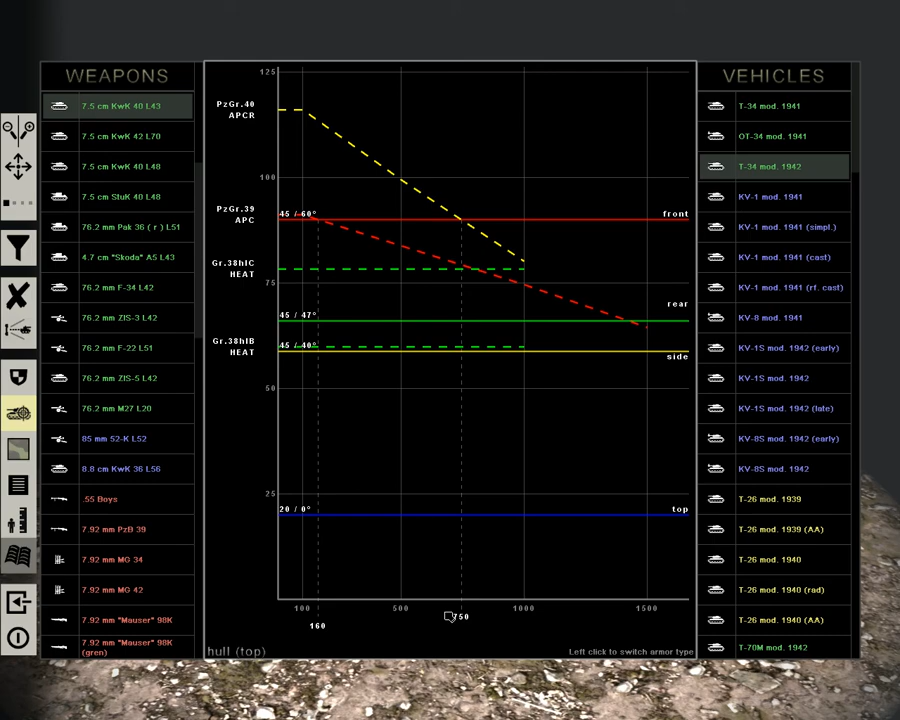 WEAPONS
7.5 cm KwK 40 L43
7.5 cm KwK 42 L70
7.5 cm KwK 40 L48
7.5 cm StuK 40 L48
76.2 mm Pak 36 ( r ) L51
4.7 cm "Skoda" A5 L43
76.2 mm F-34 L42
76.2 mm ZIS-3 L42
76.2 mm F-22 L51
76.2 mm ZIS-5 L42
76.2 mm M27 L20
85 mm 52-K L52
8.8 cm KwK 36 L56
.55 Boys
7.92 mm PzB 39
7.92 mm MG 34
7.92 mm MG 42
7.92 mm "Mauser" 98K
7.92 mm "Mauser" 98K
(gren)
125
PzGr.40
APCR
100
PzGr.39
APC
45 / 60°
front
Gr.38hlC
HEAT
75
rear
45 / 47°
Gr.38hlB
HEAT
45 / 40°
side
50
25
20 / 0°
top
100
500
1000
1500
160
750
hull (top)
Left click to switch armor type
VEHICLES
T-34 mod. 1941
OT-34 mod. 1941
T-34 mod. 1942
KV-1 mod. 1941
KV-1 mod. 1941 (simpl.)
KV-1 mod. 1941 (cast)
KV-1 mod. 1941 (rf. cast)
KV-8 mod. 1941
KV-1S mod. 1942 (early)
KV-1S mod. 1942
KV-1S mod. 1942 (late)
KV-8S mod. 1942 (early)
KV-8S mod. 1942
T-26 mod. 1939
T-26 mod. 1939 (AA)
T-26 mod. 1940
T-26 mod. 1940 (rad)
T-26 mod. 1940 (AA)
T-70M mod. 1942